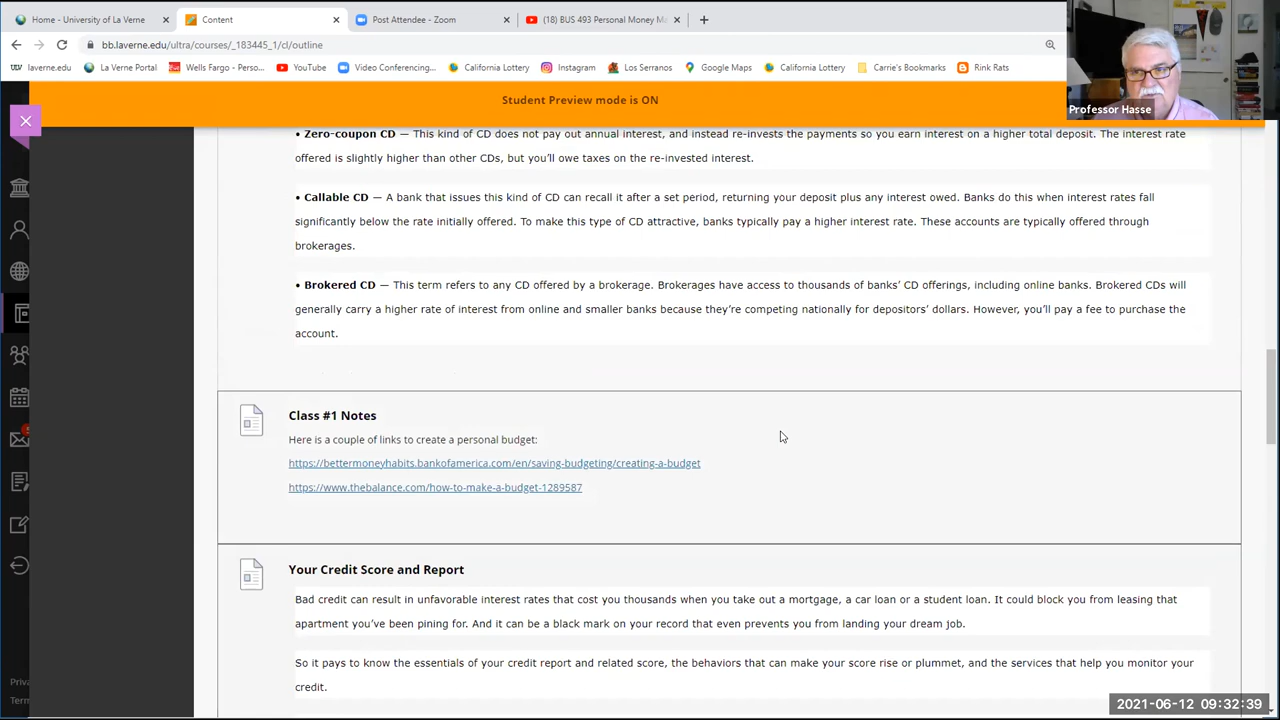 Home - University of La Verne
Content
Post Attendee - Zoom
(18) BUS 493 Personal Money Ma
bb.laverne.edu/ultra/courses/_183445_1/cl/outline
laverne.edu
La Verne Portal
Wells Fargo - Perso...
YouTube
Video Conferencing...
California Lottery
Instagram
Los Serranos
Google Maps
California Lottery
Carrie's Bookmarks
Rink Rats
Professor Hasse
Student Preview mode is ON
• Zero-coupon CD — This kind of CD does not pay out annual interest, and instead re-invests the payments so you earn interest on a higher total deposit. The interest rate
offered is slightly higher than other CDs, but you'll owe taxes on the re-invested interest.
• Callable CD — A bank that issues this kind of CD can recall it after a set period, returning your deposit plus any interest owed. Banks do this when interest rates fall
significantly below the rate initially offered. To make this type of CD attractive, banks typically pay a higher interest rate. These accounts are typically offered through
brokerages.
• Brokered CD — This term refers to any CD offered by a brokerage. Brokerages have access to thousands of banks' CD offerings, including online banks. Brokered CDs will
generally carry a higher rate of interest from online and smaller banks because they're competing nationally for depositors' dollars. However, you'll pay a fee to purchase the
account.
Class #1 Notes
Here is a couple of links to create a personal budget:
https://bettermoneyhabits.bankofamerica.com/en/saving-budgeting/creating-a-budget
https://www.thebalance.com/how-to-make-a-budget-1289587
Your Credit Score and Report
Bad credit can result in unfavorable interest rates that cost you thousands when you take out a mortgage, a car loan or a student loan. It could block you from leasing that
apartment you've been pining for. And it can be a black mark on your record that even prevents you from landing your dream job.
So it pays to know the essentials of your credit report and related score, the behaviors that can make your score rise or plummet, and the services that help you monitor your
credit.
Priva
Term
2021-06-12 09:32:39